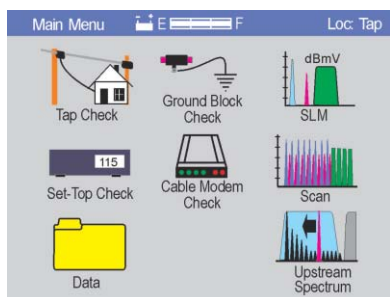 Main Menu E F Loc: Tap
Tap Check
Ground Block
Check
dBmV
SLM
115
Set-Top Check
Cable Modem
Check
Scan
Data
Upstream
Spectrum